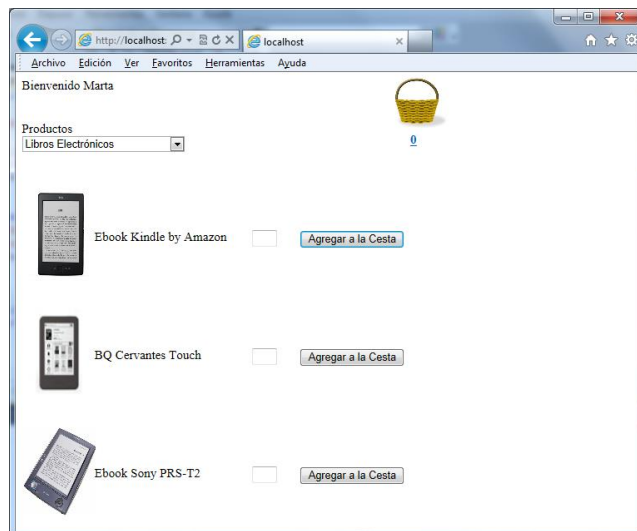 http://localhost:
localhost
Archivo Edición Ver Favoritos Herramientas Ayuda
Bienvenido Marta
Productos
Libros Electrónicos
0
Ebook Kindle by Amazon
Agregar a la Cesta
BQ Cervantes Touch
Agregar a la Cesta
Ebook Sony PRS-T2
Agregar a la Cesta